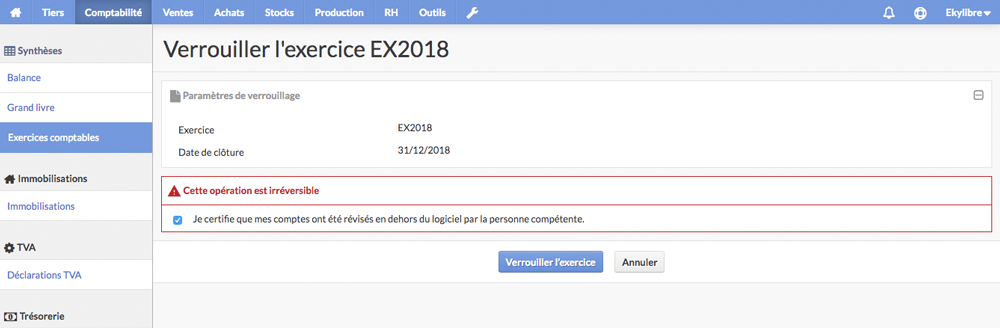 Tiers Comptabilité Ventes Achats Stocks Production RH Outils Ekylibre
Synthèses
Balance
Grand livre
Exercices comptables
Immobilisations
Immobilisations
TVA
Déclarations TVA
Trésorerie
Verrouiller l'exercice EX2018
Paramètres de verrouillage
Exercice EX2018
Date de clôture 31/12/2018
Cette opération est irréversible
Je certifie que mes comptes ont été révisés en dehors du logiciel par la personne compétente.
Verrouiller l'exercice Annuler